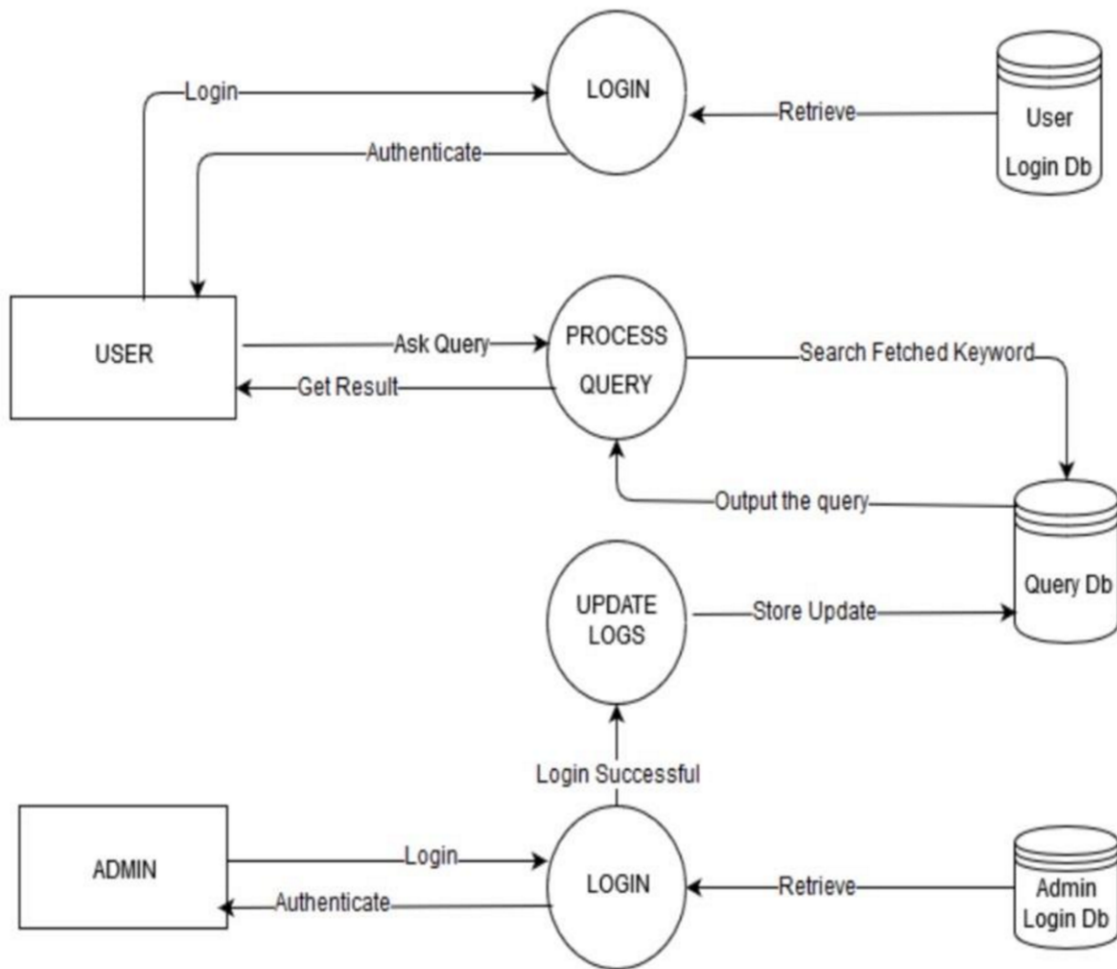 Login
LOGIN
Retrieve
User
Login Db
Authenticate
USER
Ask Query
PROCESS
QUERY
Search Fetched Keyword
Get Result
Output the query
Query Db
UPDATE
LOGS
Store Update
Login Successful
ADMIN
Login
LOGIN
Retrieve
Admin
Login Db
Authenticate